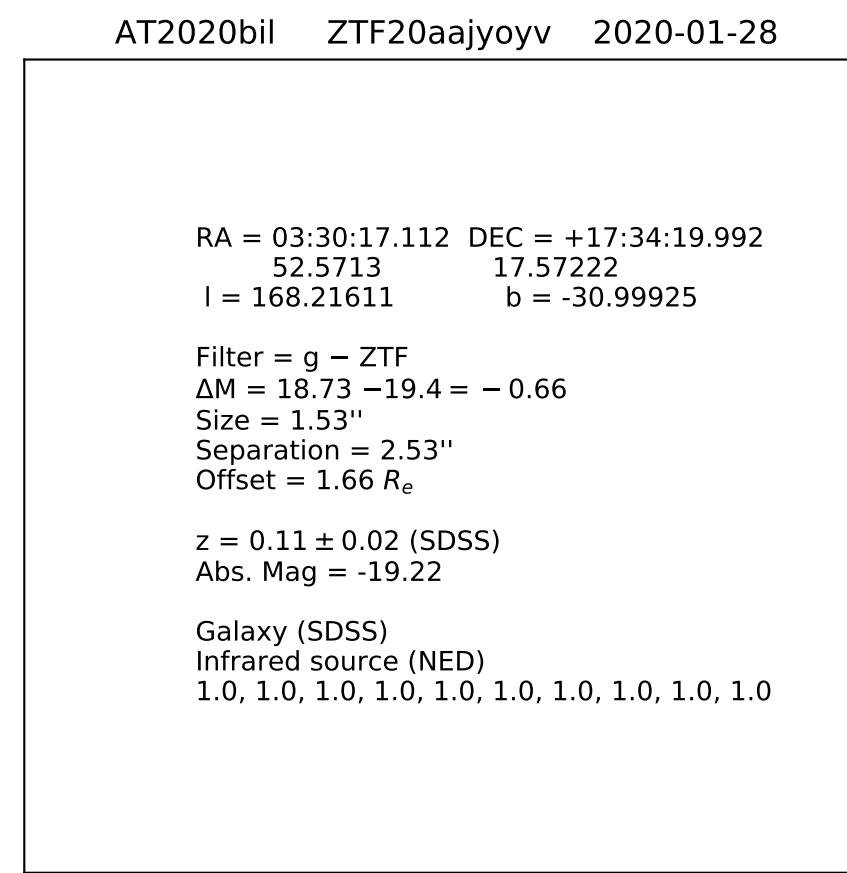 AT2020bil ZTF20aajyoyv 2020-01-28
RA = 03:30:17.112 DEC = +17:34:19.992
52.5713 17.57222
l = 168.21611 b = -30.99925
Filter = g − ZTF
ΔM = 18.73 −19.4 = − 0.66
Size = 1.53''
Separation = 2.53''
Offset = 1.66 Re
z = 0.11 ± 0.02 (SDSS)
Abs. Mag = -19.22
Galaxy (SDSS)
Infrared source (NED)
1.0, 1.0, 1.0, 1.0, 1.0, 1.0, 1.0, 1.0, 1.0, 1.0